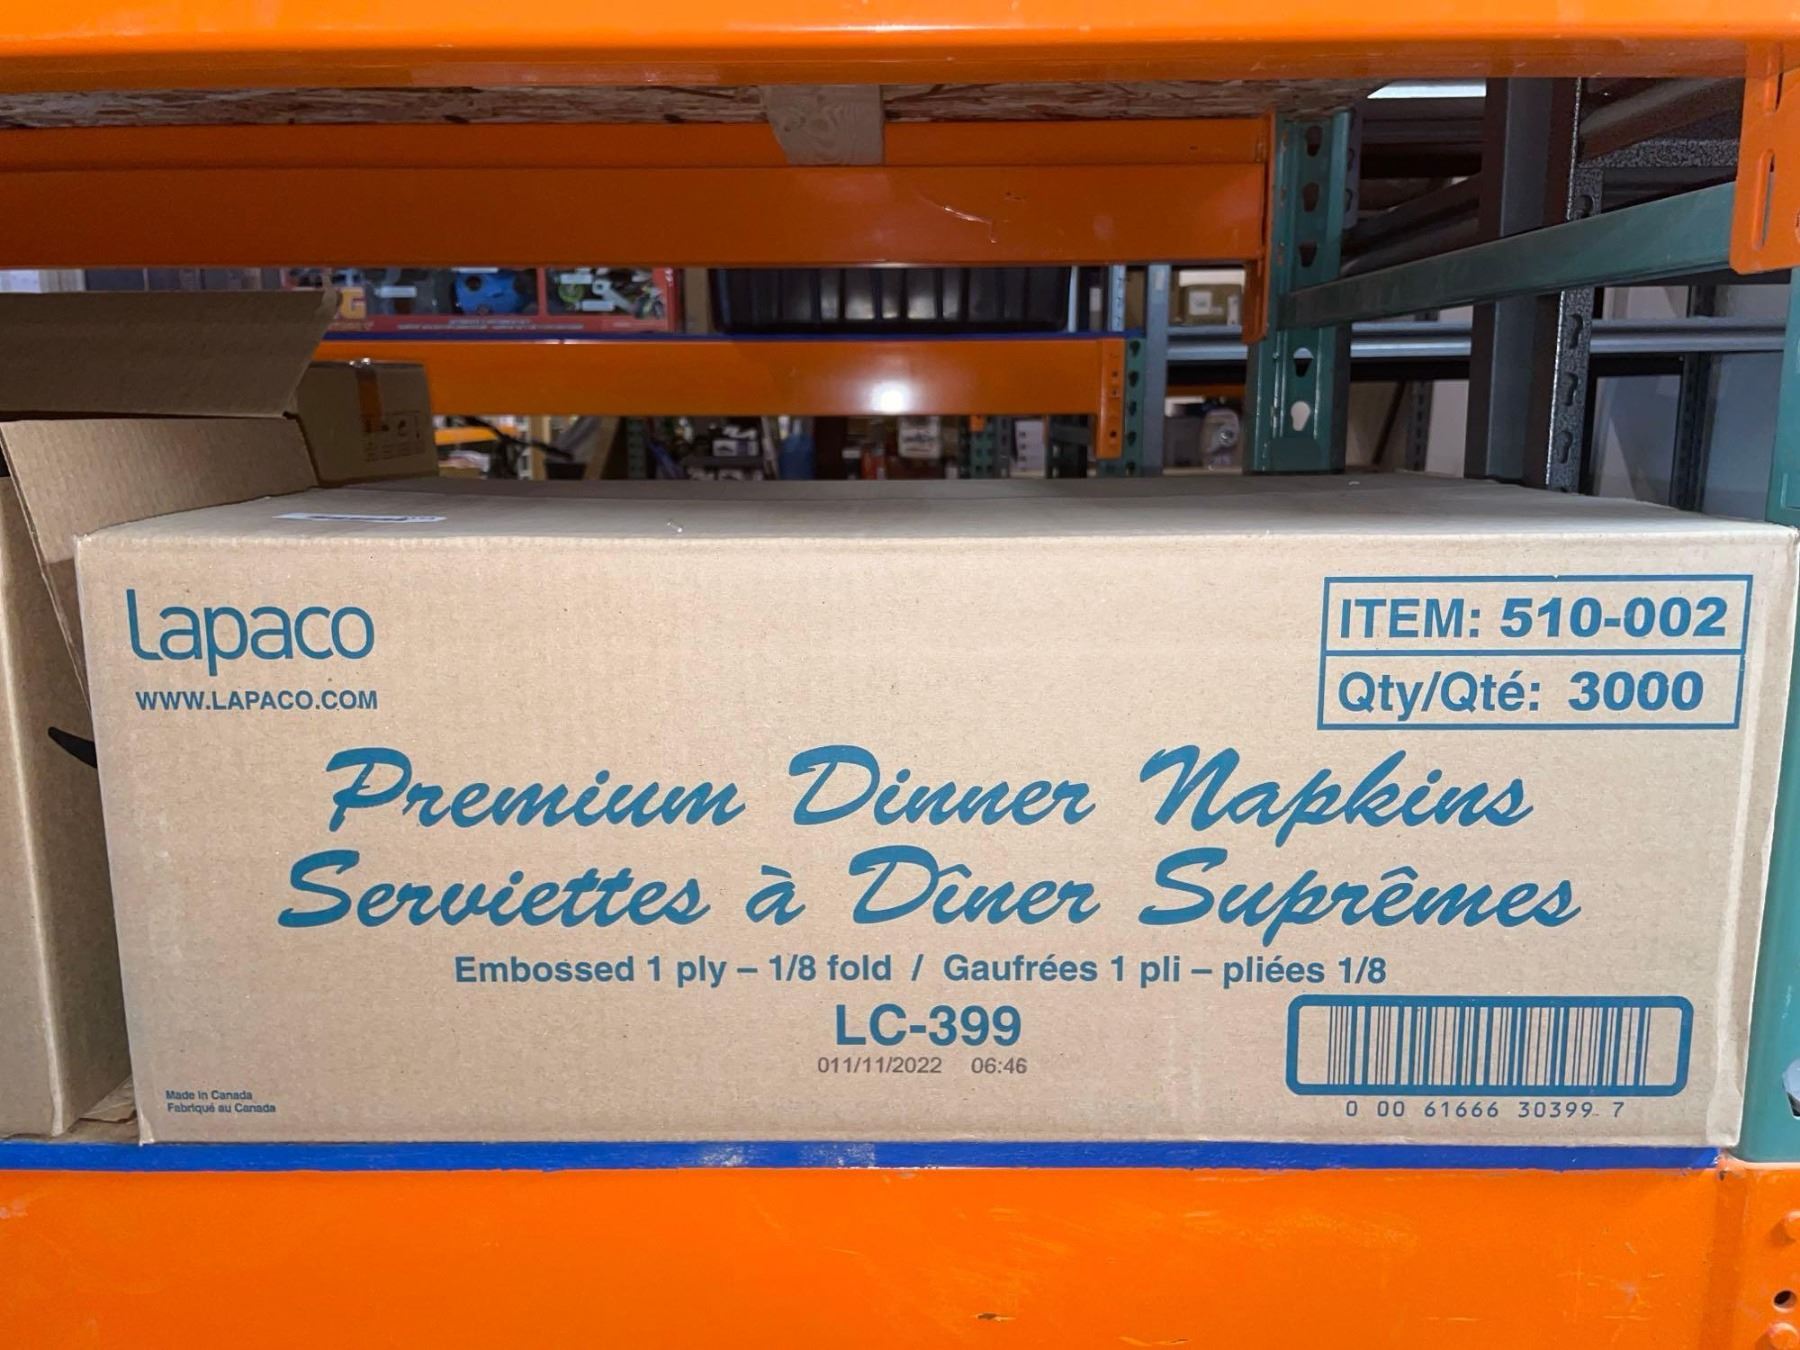 Lapaco
WWW.LAPACO.COM
ITEM: 510-002
Qty/Qté: 3000
Premium Dinner Napkins
Serviettes à Dîner Suprêmes
Embossed 1 ply – 1/8 fold / Gaufrées 1 pli – pliées 1/8
LC-399
011/11/2022 06:46
Made in Canada
Fabriqué au Canada
0 00 61666 30399 7